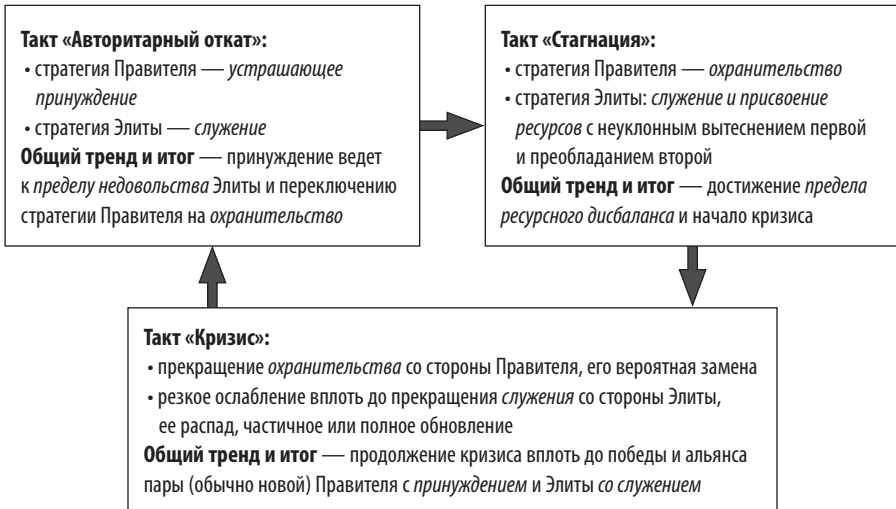 Такт «Авторитарный откат»:
• стратегия Правителя — устрашающее
принуждение
• стратегия Элиты — служение
Общий тренд и итог — принуждение ведет
к пределу недовольства Элиты и переключению
стратегии Правителя на охранительство
Такт «Стагнация»:
• стратегия Правителя — охранительство
• стратегия Элиты: служение и присвоение
ресурсов с неуклонным вытеснением первой
и преобладанием второй
Общий тренд и итог — достижение предела
ресурсного дисбаланса и начало кризиса
Такт «Кризис»:
• прекращение охранительства со стороны Правителя, его вероятная замена
• резкое ослабление вплоть до прекращения служения со стороны Элиты,
ее распад, частичное или полное обновление
Общий тренд и итог — продолжение кризиса вплоть до победы и альянса
пары (обычно новой) Правителя с принуждением и Элиты со служением